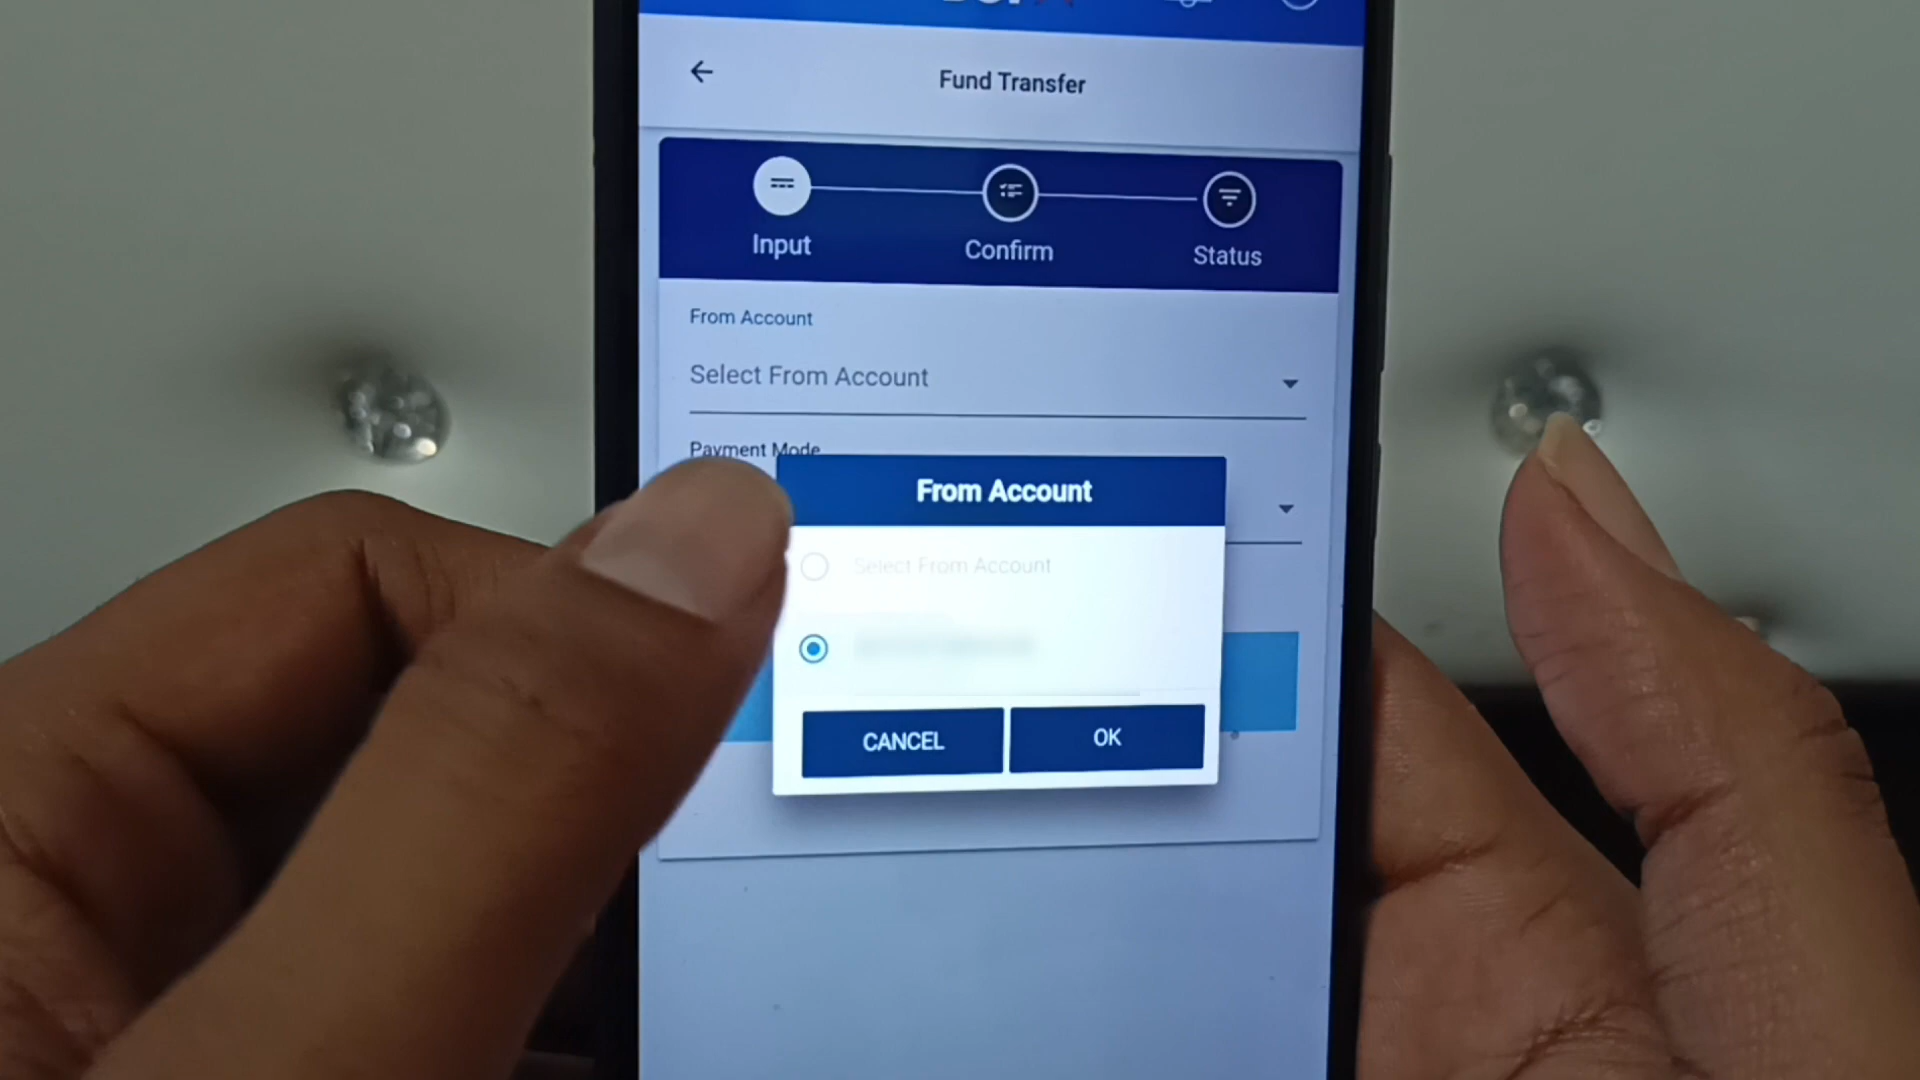 Fund Transfer
Input
Confirm
Status
From Account
Select From Account
Payment Mode
From Account
Select From Account
CANCEL
OK